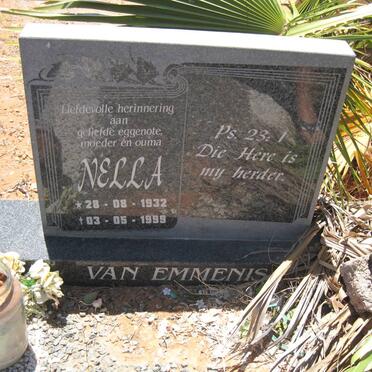 Liefdevolle herinnering
aan
geliefde eggenote,
moeder en ouma
NELLA
* 28 - 08 - 1932
† 03 - 05 - 1999
Ps. 23: 1
Die Here is
my herder.
VAN EMMENIS